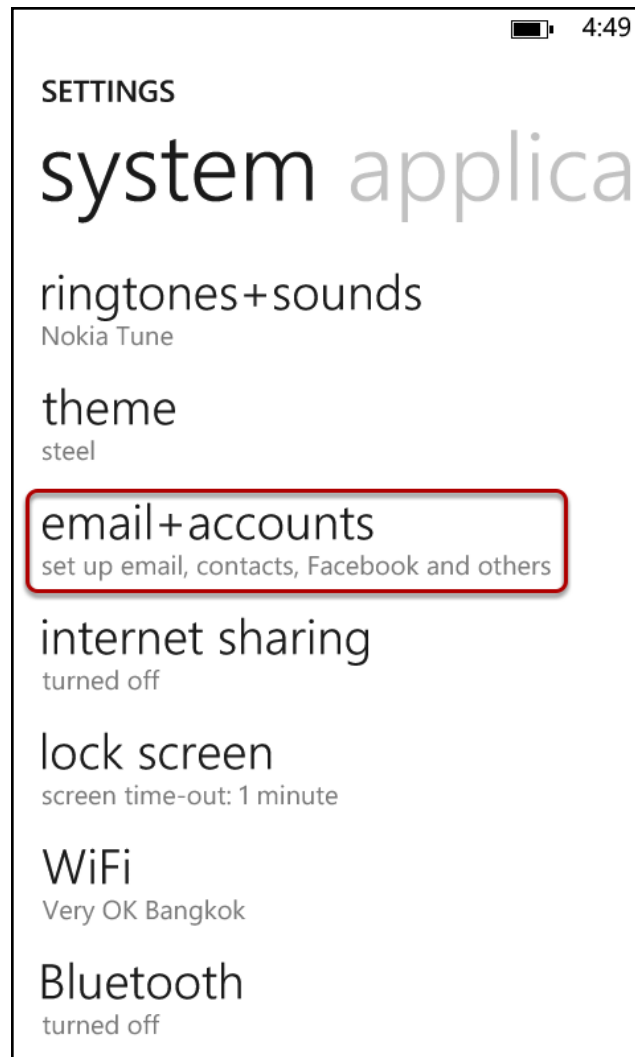 4:49
SETTINGS
system applica
ringtones+sounds
Nokia Tune
theme
steel
email+accounts
set up email, contacts, Facebook and others
internet sharing
turned off
lock screen
screen time-out: 1 minute
WiFi
Very OK Bangkok
Bluetooth
turned off